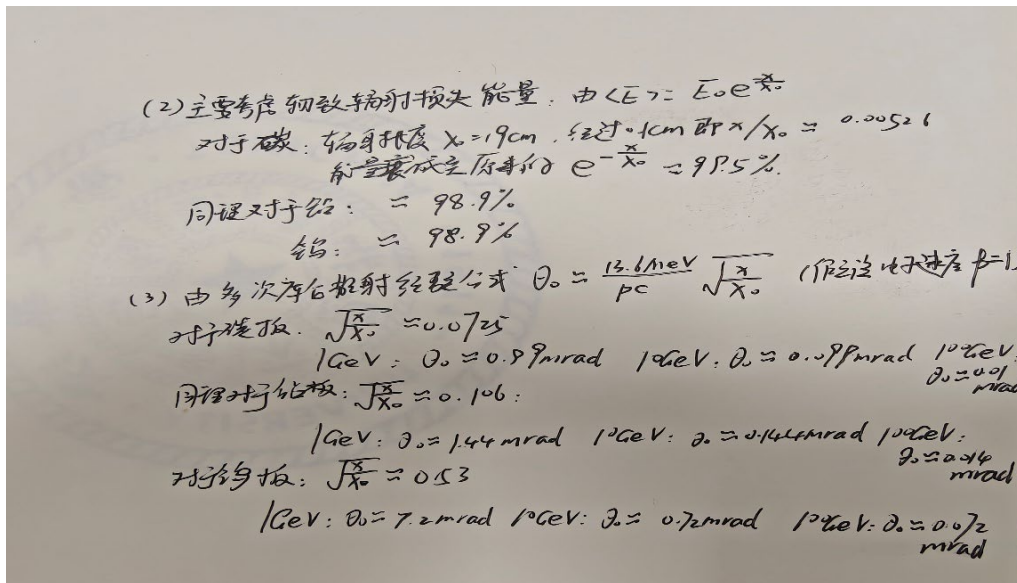 (2)主要考虑轫致辐射损失能量. 由<E>= E₀e^x/X₀
对于碳: 辐射长度 X₀=19cm. 经过0.1cm 即 x/X₀ ≈ 0.00526
能量衰减至原来的 e^-x/X₀ ≈98.5%.
同理对于铅: ≈ 98.9%
钨: ≈ 98.9%
(3) 由多次库仑散射经验公式 θ₀ ≈ 13.6MeV/pc √x/X₀ (假设电子速度 β=1)
对于碳板. √x/X₀ ≈0.0725
1GeV: θ₀≈0.99mrad 10GeV: θ₀≈0.099mrad 100GeV: θ₀≈0.01 mrad
同理对于铅板: √x/X₀ ≈0.106:
1GeV: θ₀≈1.44mrad 10GeV: θ₀≈0.144mrad 100GeV: θ₀≈0.014 mrad
对于钨板: √x/X₀ ≈ 0.53
1GeV: θ₀≈7.2mrad 10GeV: θ₀≈ 0.72mrad 100GeV: θ₀≈0.072 mrad